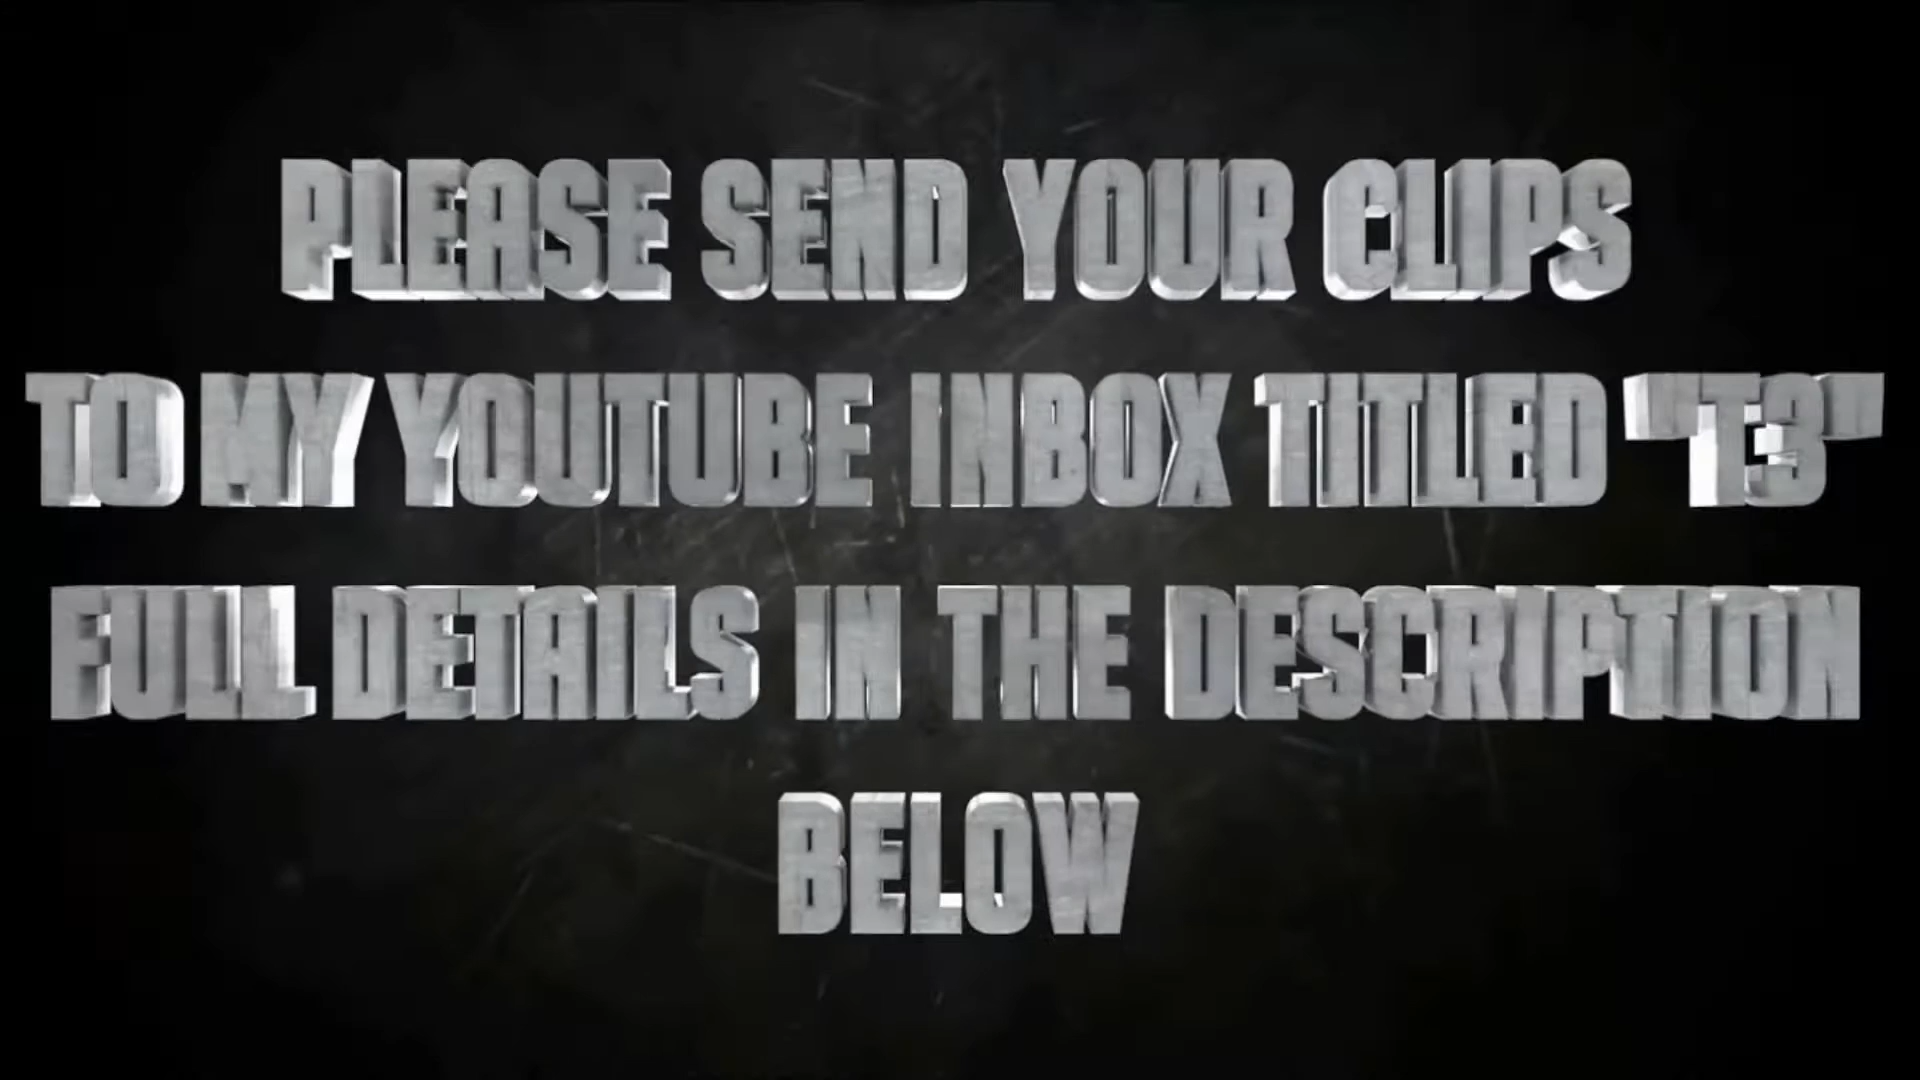 PLEASE SEND YOUR CLIPS
TO MY YOUTUBE INBOX TITLED "T3"
FULL DETAILS IN THE DESCRIPTION
BELOW